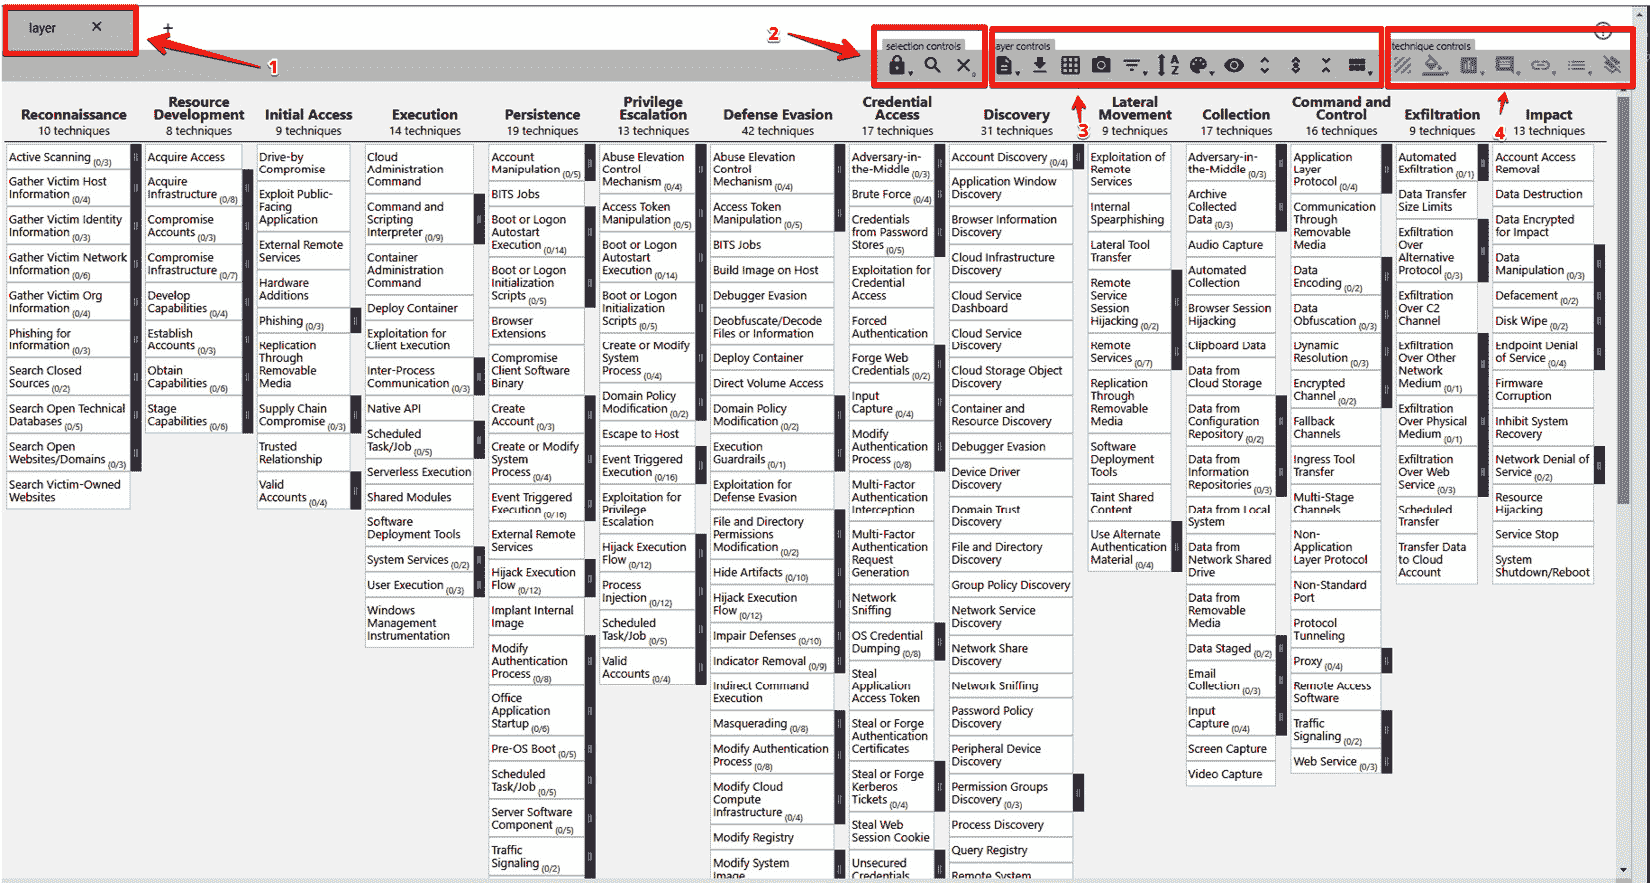 layer
1
2
selection controls
layer controls
technique controls
3
4
Reconnaissance
10 techniques
Active Scanning (0/3)
Gather Victim Host
Information (0/4)
Gather Victim Identity
Information (0/3)
Gather Victim Network
Information (0/6)
Gather Victim Org
Information (0/4)
Phishing for
Information (0/3)
Search Closed
Sources (0/2)
Search Open Technical
Databases (0/5)
Search Open
Websites/Domains (0/3)
Search Victim-Owned
Websites
Resource
Development
8 techniques
Acquire Access
Acquire
Infrastructure (0/8)
Compromise
Accounts (0/3)
Compromise
Infrastructure (0/7)
Develop
Capabilities (0/4)
Establish
Accounts (0/3)
Obtain
Capabilities (0/6)
Stage
Capabilities (0/6)
Initial Access
9 techniques
Drive-by
Compromise
Exploit Public-
Facing
Application
External Remote
Services
Hardware
Additions
Phishing (0/3)
Replication
Through
Removable
Media
Supply Chain
Compromise (0/3)
Trusted
Relationship
Valid
Accounts (0/4)
Execution
14 techniques
Cloud
Administration
Command
Command and
Scripting
Interpreter (0/9)
Container
Administration
Command
Deploy Container
Exploitation for
Client Execution
Inter-Process
Communication (0/3)
Native API
Scheduled
Task/Job (0/5)
Serverless Execution
Shared Modules
Software
Deployment Tools
System Services (0/2)
User Execution (0/3)
Windows
Management
Instrumentation
Persistence
19 techniques
Account
Manipulation (0/5)
BITS Jobs
Boot or Logon
Autostart
Execution (0/14)
Boot or Logon
Initialization
Scripts (0/5)
Browser
Extensions
Compromise
Client Software
Binary
Create
Account (0/3)
Create or Modify
System
Process (0/4)
Event Triggered
Execution (0/16)
External Remote
Services
Hijack Execution
Flow (0/12)
Implant Internal
Image
Modify
Authentication
Process (0/8)
Office
Application
Startup (0/6)
Pre-OS Boot (0/5)
Scheduled
Task/Job (0/5)
Server Software
Component (0/5)
Traffic
Signaling (0/2)
Privilege
Escalation
13 techniques
Abuse Elevation
Control
Mechanism (0/4)
Access Token
Manipulation (0/5)
Boot or Logon
Autostart
Execution (0/14)
Boot or Logon
Initialization
Scripts (0/5)
Create or Modify
System
Process (0/4)
Domain Policy
Modification (0/2)
Escape to Host
Event Triggered
Execution (0/16)
Exploitation for
Privilege
Escalation
Hijack Execution
Flow (0/12)
Process
Injection (0/12)
Scheduled
Task/Job (0/5)
Valid
Accounts (0/4)
Defense Evasion
42 techniques
Abuse Elevation
Control
Mechanism (0/4)
Access Token
Manipulation (0/5)
BITS Jobs
Build Image on Host
Debugger Evasion
Deobfuscate/Decode
Files or Information
Deploy Container
Direct Volume Access
Domain Policy
Modification (0/2)
Execution
Guardrails (0/1)
Exploitation for
Defense Evasion
File and Directory
Permissions
Modification (0/2)
Hide Artifacts (0/10)
Hijack Execution
Flow (0/12)
Impair Defenses (0/10)
Indicator Removal (0/9)
Indirect Command
Execution
Masquerading (0/8)
Modify Authentication
Process (0/8)
Modify Cloud
Compute
Infrastructure (0/4)
Modify Registry
Modify System
Image
Credential
Access
17 techniques
Adversary-in-
the-Middle (0/3)
Brute Force (0/4)
Credentials
from Password
Stores (0/5)
Exploitation for
Credential
Access
Forced
Authentication
Forge Web
Credentials (0/2)
Input
Capture (0/4)
Modify
Authentication
Process (0/8)
Multi-Factor
Authentication
Interception
Multi-Factor
Authentication
Request
Generation
Network
Sniffing
OS Credential
Dumping (0/8)
Steal
Application
Access Token
Steal or Forge
Authentication
Certificates
Steal or Forge
Kerberos
Tickets (0/4)
Steal Web
Session Cookie
Unsecured
Credentials
Discovery
31 techniques
Account Discovery (0/4)
Application Window
Discovery
Browser Information
Discovery
Cloud Infrastructure
Discovery
Cloud Service
Dashboard
Cloud Service
Discovery
Cloud Storage Object
Discovery
Container and
Resource Discovery
Debugger Evasion
Device Driver
Discovery
Domain Trust
Discovery
File and Directory
Discovery
Group Policy Discovery
Network Service
Discovery
Network Share
Discovery
Network Sniffing
Password Policy
Discovery
Peripheral Device
Discovery
Permission Groups
Discovery (0/3)
Process Discovery
Query Registry
Remote System
Lateral
Movement
9 techniques
Exploitation of
Remote
Services
Internal
Spearphishing
Lateral Tool
Transfer
Remote
Service
Session
Hijacking (0/2)
Remote
Services (0/7)
Replication
Through
Removable
Media
Software
Deployment
Tools
Taint Shared
Content
Use Alternate
Authentication
Material (0/4)
Collection
17 techniques
Adversary-in-
the-Middle (0/3)
Archive
Collected
Data (0/3)
Audio Capture
Automated
Collection
Browser Session
Hijacking
Clipboard Data
Data from
Cloud Storage
Data from
Configuration
Repository (0/2)
Data from
Information
Repositories (0/3)
Data from Local
System
Data from
Network Shared
Drive
Data from
Removable
Media
Data Staged (0/2)
Email
Collection (0/3)
Input
Capture (0/4)
Screen Capture
Video Capture
Command and
Control
16 techniques
Application
Layer
Protocol (0/4)
Communication
Through
Removable
Media
Data
Encoding (0/2)
Data
Obfuscation (0/3)
Dynamic
Resolution (0/3)
Encrypted
Channel (0/2)
Fallback
Channels
Ingress Tool
Transfer
Multi-Stage
Channels
Non-
Application
Layer Protocol
Non-Standard
Port
Protocol
Tunneling
Proxy (0/4)
Remote Access
Software
Traffic
Signaling (0/2)
Web Service (0/3)
Exfiltration
9 techniques
Automated
Exfiltration (0/1)
Data Transfer
Size Limits
Exfiltration
Over
Alternative
Protocol (0/3)
Exfiltration
Over C2
Channel
Exfiltration
Over Other
Network
Medium (0/1)
Exfiltration
Over Physical
Medium (0/1)
Exfiltration
Over Web
Service (0/3)
Scheduled
Transfer
Transfer Data
to Cloud
Account
Impact
13 techniques
Account Access
Removal
Data Destruction
Data Encrypted
for Impact
Data
Manipulation (0/3)
Defacement (0/2)
Disk Wipe (0/2)
Endpoint Denial
of Service (0/4)
Firmware
Corruption
Inhibit System
Recovery
Network Denial of
Service (0/2)
Resource
Hijacking
Service Stop
System
Shutdown/Reboot